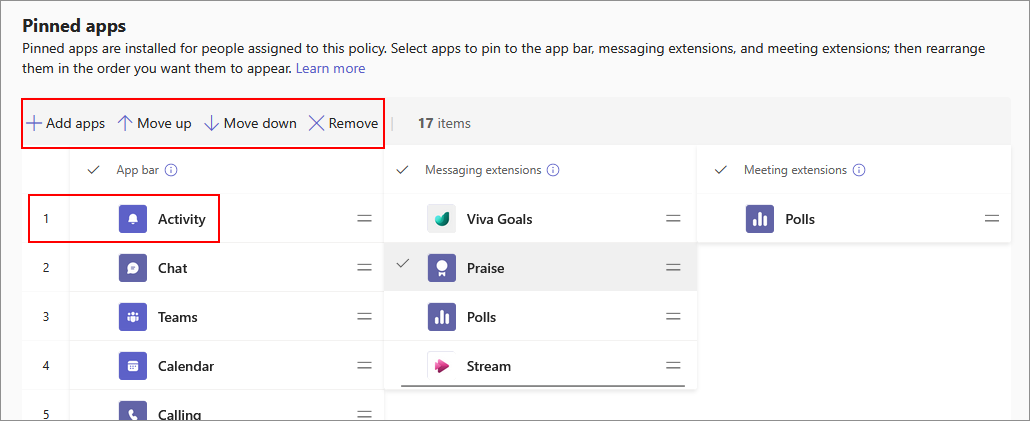 Pinned apps
Pinned apps are installed for people assigned to this policy. Select apps to pin to the app bar, messaging extensions, and meeting extensions; then rearrange
them in the order you want them to appear. Learn more
Add apps Move up Move down Remove | 17 items
App bar Messaging extensions Meeting extensions
1 Activity Viva Goals Polls
2 Chat Praise
3 Teams Polls
4 Calendar Stream
5 Calling